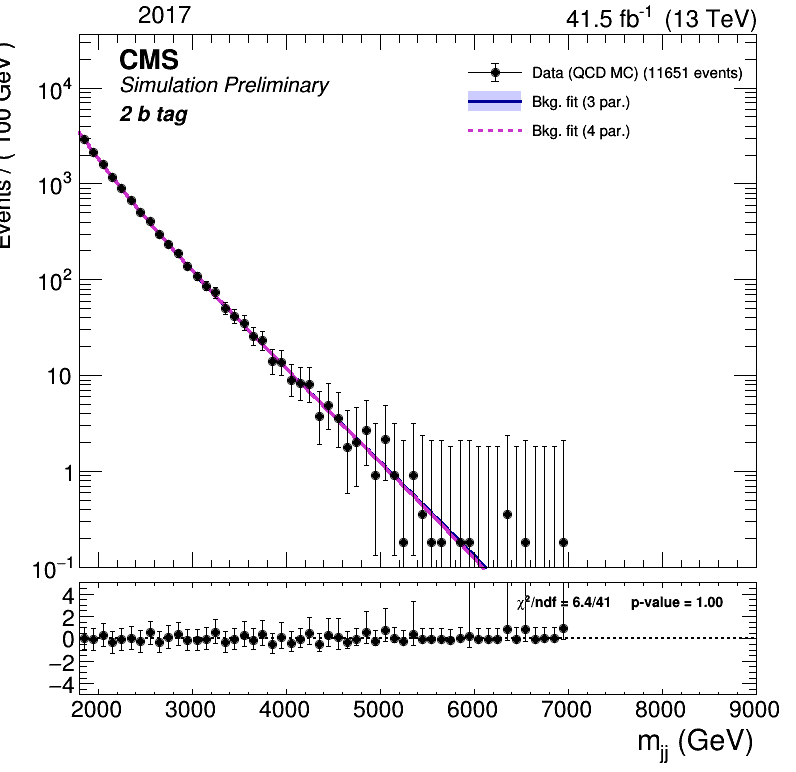 2017
41.5 fb⁻¹ (13 TeV)
CMS
Simulation Preliminary
2 b tag
Data (QCD MC) (11651 events)
Bkg. fit (3 par.)
Bkg. fit (4 par.)
Events / ( 100 GeV )
10⁴
10³
10²
10
1
10⁻¹
χ²/ndf = 6.4/41 p-value = 1.00
4
2
0
−2
−4
2000 3000 4000 5000 6000 7000 8000 9000
m_jj (GeV)